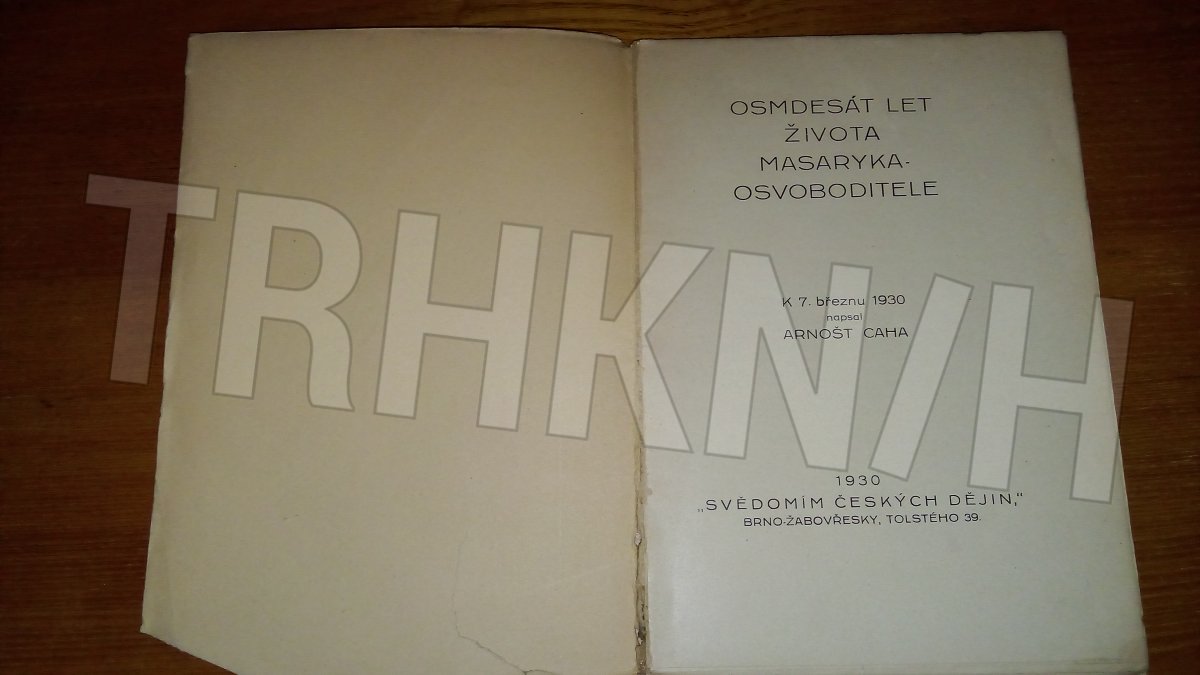 OSMDESÁT LET
ŽIVOTA
MASARYKA-
OSVOBODITELE
K 7. březnu 1930
napsal
ARNOŠT CAHA
1930
„SVĚDOMÍM ČESKÝCH DĚJIN,“
BRNO-ŽABOVŘESKY, TOLSTÉHO 39.
TRHKN/H